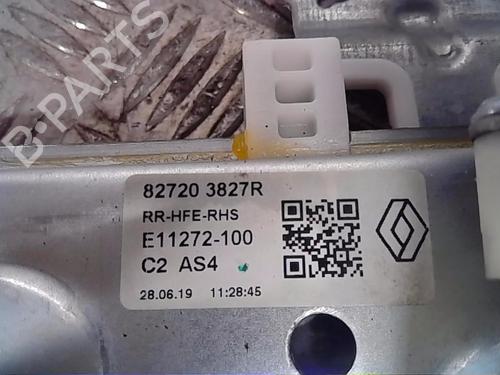 B-PARTS
82720 3827R
RR-HFE-RHS
E11272-100
C2 AS4
28.06.19 11:28:45